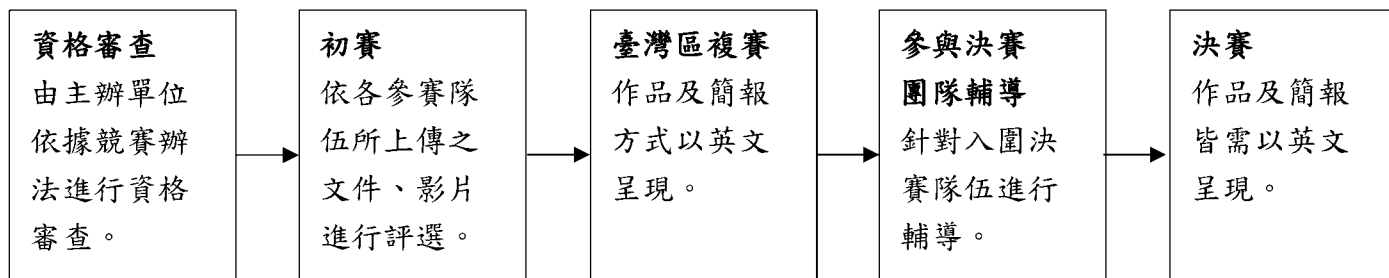 資格審查
由主辦單位
依據競賽辦
法進行資格
審查。
初賽
依各參賽隊
伍所上傳之
文件、影片
進行評選。
臺灣區複賽
作品及簡報
方式以英文
呈現。
參與決賽
團隊輔導
針對入圍決
賽隊伍進行
輔導。
決賽
作品及簡報
皆需以英文
呈現。